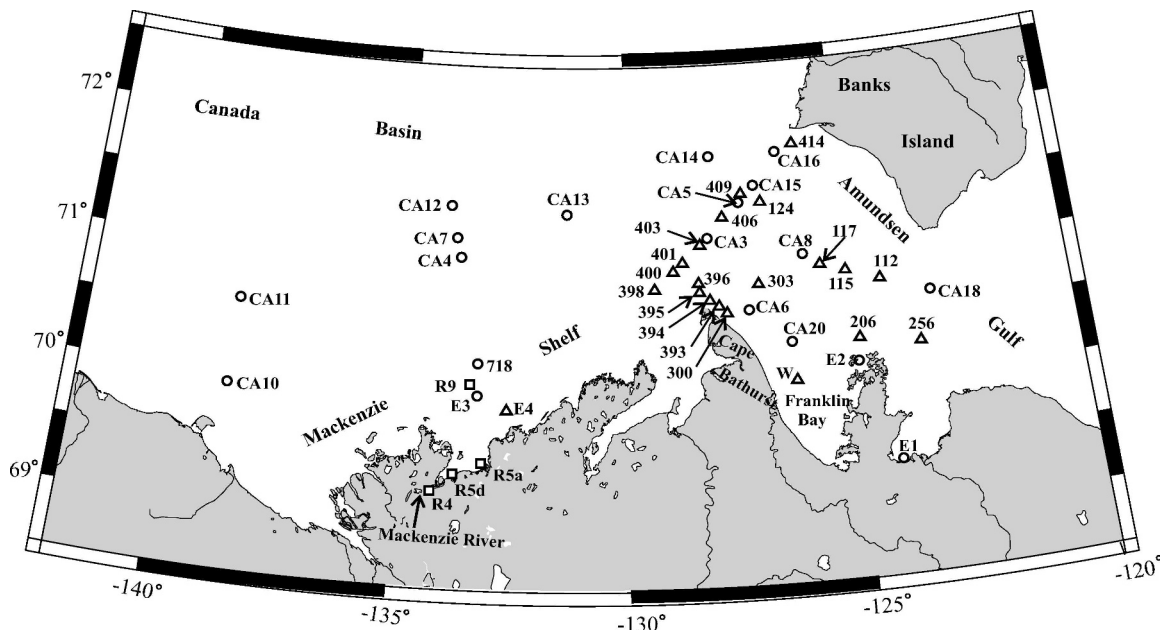 72°
71°
70°
69°
Canada
Basin
Banks
Island
Amundsen
Gulf
414
CA14
CA16
409
CA15
CA5
124
CA13
CA12
406
403
CA3
CA8
117
CA7
CA4
401
400
396
303
115
112
398
CA11
CA18
395
CA6
394
393
300
CA20
206
256
Shelf
718
Cape
Bathurst
E2
W
R9
E3
CA10
E4
Franklin
Bay
Mackenzie
E1
R5a
R5d
R4
Mackenzie River
-140°
-135°
-130°
-125°
-120°